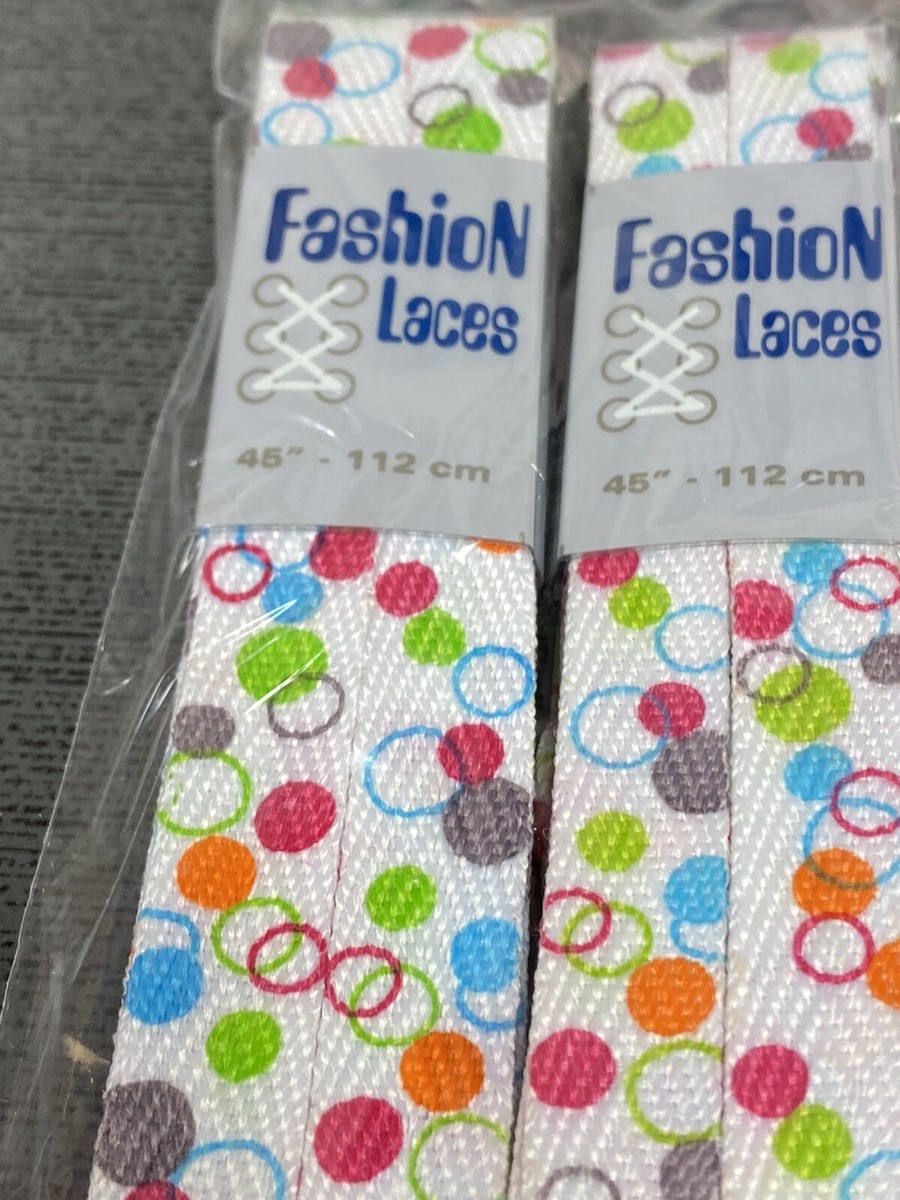 FashioN
Laces
45" - 112 cm
FashioN
Laces
45" - 112 cm